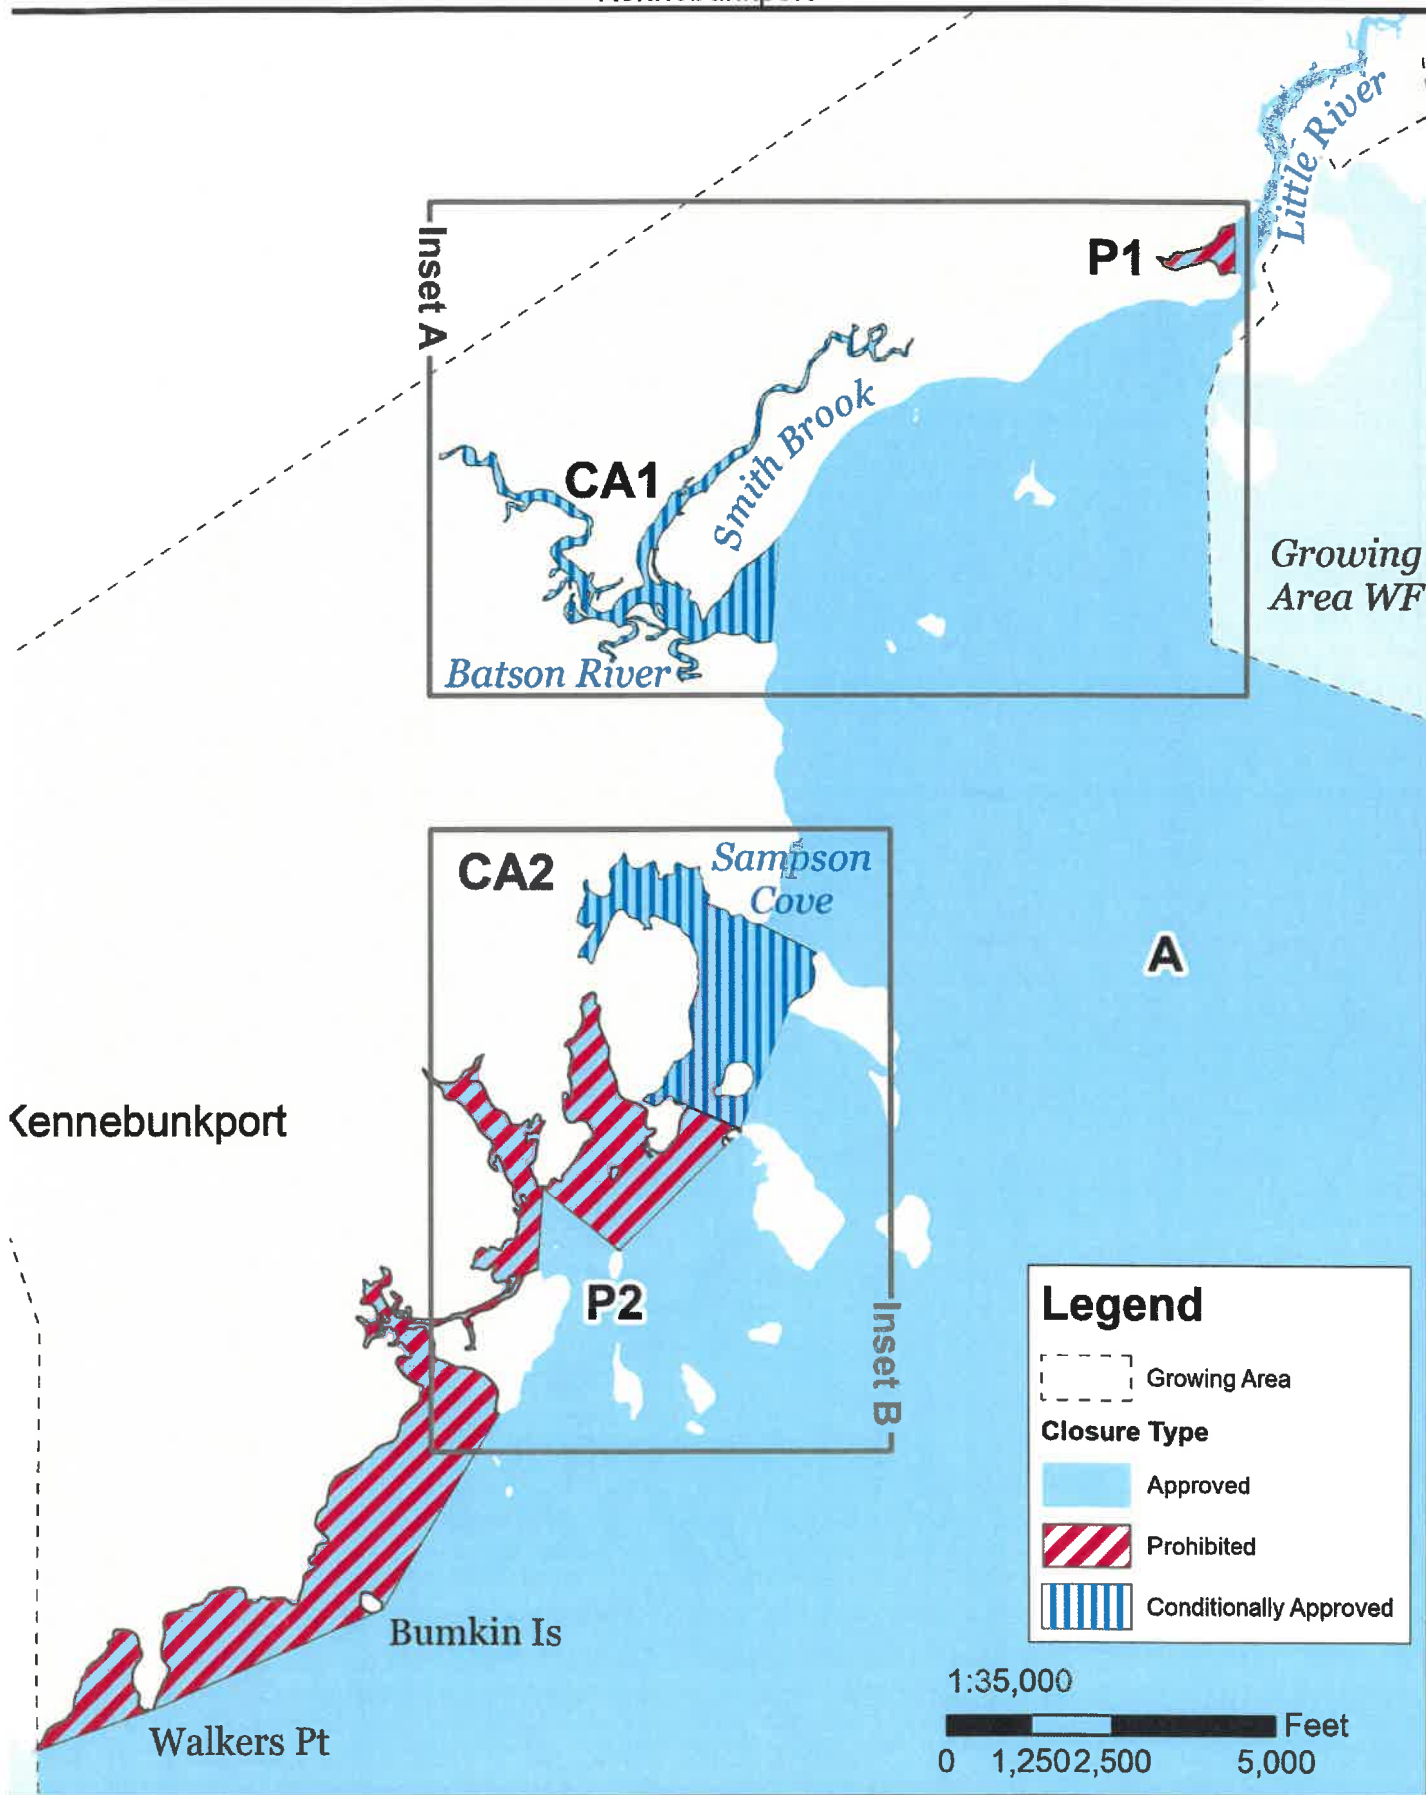 Little River
P1
Inset A
Smith Brook
CA1
Growing
Area WF
Batson River
CA2
Sampson
Cove
A
Kennebunkport
P2
Inset B
Legend
Growing Area
Closure Type
Approved
Prohibited
Conditionally Approved
Bumkin Is
Walkers Pt
1:35,000
Feet
0 1,250 2,500 5,000